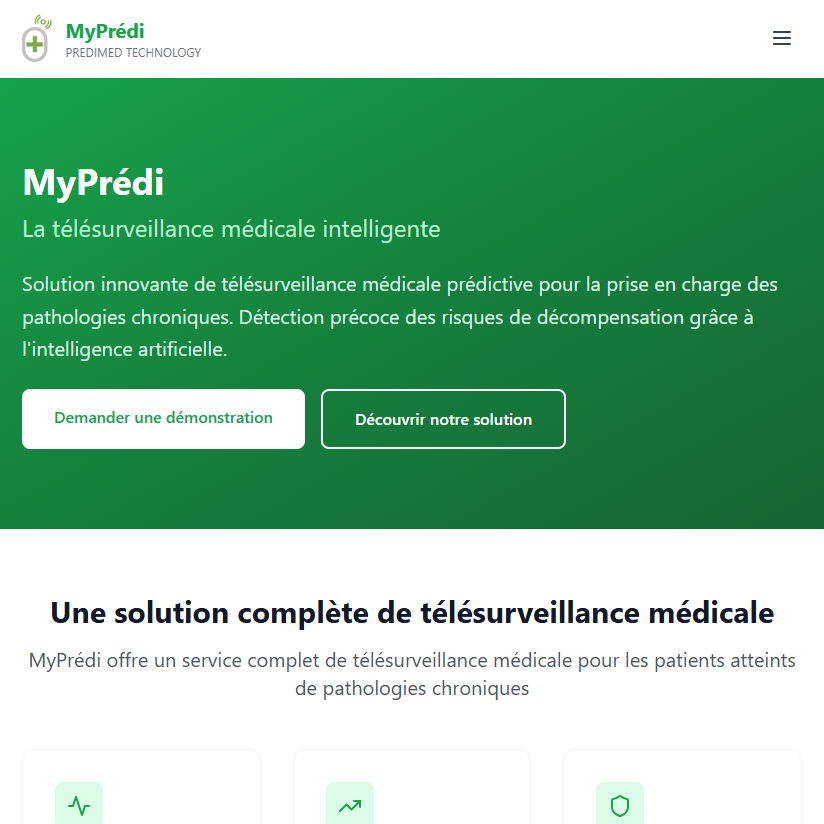 MyPrédi
PREDIMED TECHNOLOGY
MyPrédi
La télésurveillance médicale intelligente
Solution innovante de télésurveillance médicale prédictive pour la prise en charge des
pathologies chroniques. Détection précoce des risques de décompensation grâce à
l'intelligence artificielle.
Demander une démonstration
Découvrir notre solution
Une solution complète de télésurveillance médicale
MyPrédi offre un service complet de télésurveillance médicale pour les patients atteints
de pathologies chroniques